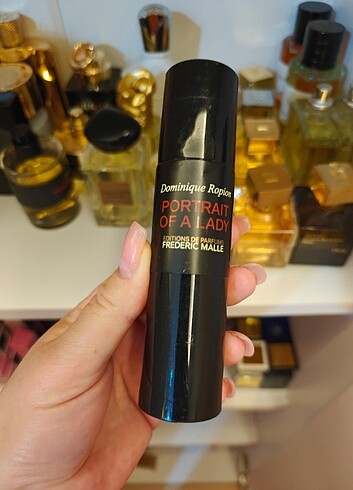 Dominique Ropion
PORTRAIT
OF A LADY
EDITIONS DE PARFUMS
FREDERIC MALLE